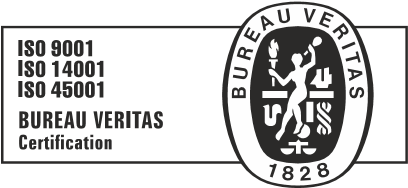 ISO 9001
ISO 14001
ISO 45001
BUREAU VERITAS
Certification
BUREAU VERITAS
1828